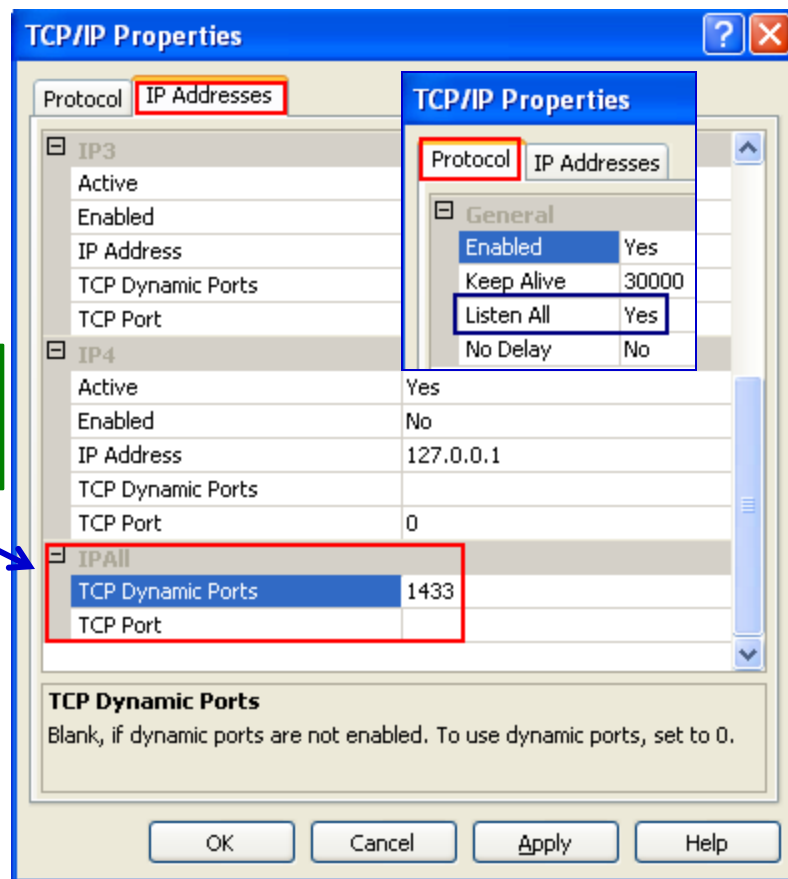 TCP/IP Properties
Protocol
IP Addresses
IP3
Active
Enabled
IP Address
TCP Dynamic Ports
TCP Port
TCP/IP Properties
Protocol
IP Addresses
General
Enabled Yes
Keep Alive 30000
Listen All Yes
No Delay No
IP4
Active Yes
Enabled No
IP Address 127.0.0.1
TCP Dynamic Ports
TCP Port 0
IPAll
TCP Dynamic Ports 1433
TCP Port
TCP Dynamic Ports
Blank, if dynamic ports are not enabled. To use dynamic ports, set to 0.
OK
Cancel
Apply
Help